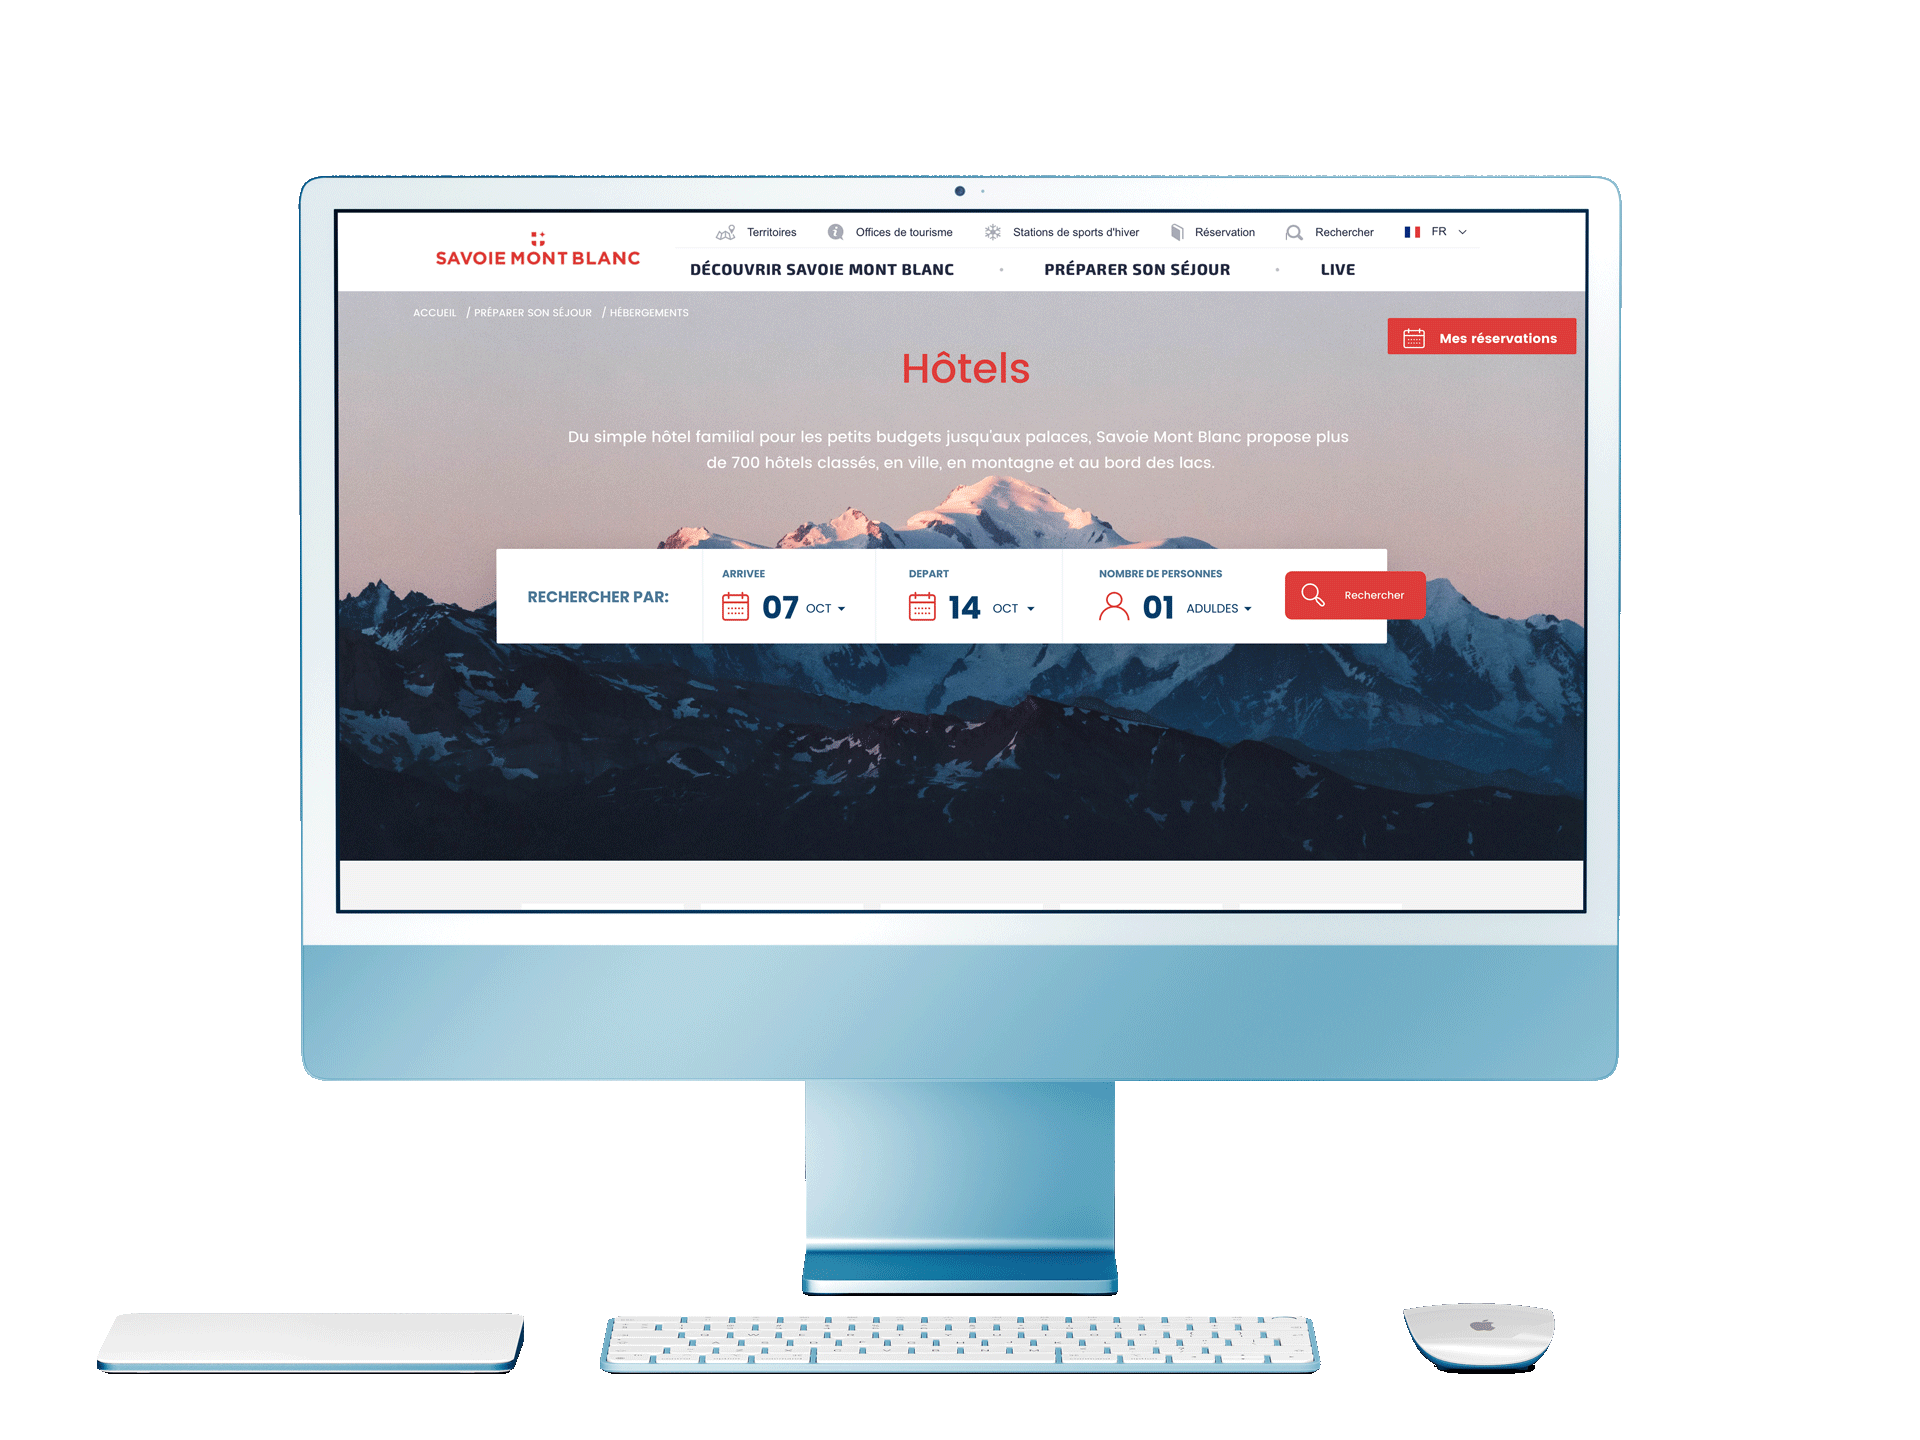 Territoires Offices de tourisme Stations de sports d'hiver Réservation Rechercher FR
SAVOIE MONT BLANC
DÉCOUVRIR SAVOIE MONT BLANC • PRÉPARER SON SÉJOUR • LIVE
ACCUEIL / PRÉPARER SON SÉJOUR / HÉBERGEMENTS
Mes réservations
Hôtels
Du simple hôtel familial pour les petits budgets jusqu'aux palaces, Savoie Mont Blanc propose plus
de 700 hôtels classés, en ville, en montagne et au bord des lacs.
RECHERCHER PAR:
ARRIVEE
07 OCT
DEPART
14 OCT
NOMBRE DE PERSONNES
01 ADULDES
Rechercher